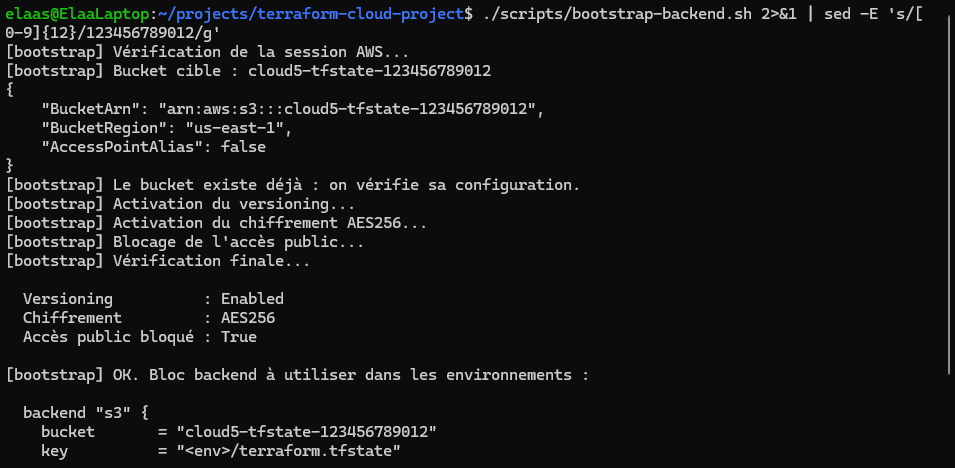 elaas@ElaaLaptop:~/projects/terraform-cloud-project$ ./scripts/bootstrap-backend.sh 2>&1 | sed -E 's/[
0-9]{12}/123456789012/g'
[bootstrap] Vérification de la session AWS...
[bootstrap] Bucket cible : cloud5-tfstate-123456789012
{
    "BucketArn": "arn:aws:s3:::cloud5-tfstate-123456789012",
    "BucketRegion": "us-east-1",
    "AccessPointAlias": false
}
[bootstrap] Le bucket existe déjà : on vérifie sa configuration.
[bootstrap] Activation du versioning...
[bootstrap] Activation du chiffrement AES256...
[bootstrap] Blocage de l'accès public...
[bootstrap] Vérification finale...

  Versioning          : Enabled
  Chiffrement         : AES256
  Accès public bloqué : True

[bootstrap] OK. Bloc backend à utiliser dans les environnements :

  backend "s3" {
    bucket       = "cloud5-tfstate-123456789012"
    key          = "<env>/terraform.tfstate"